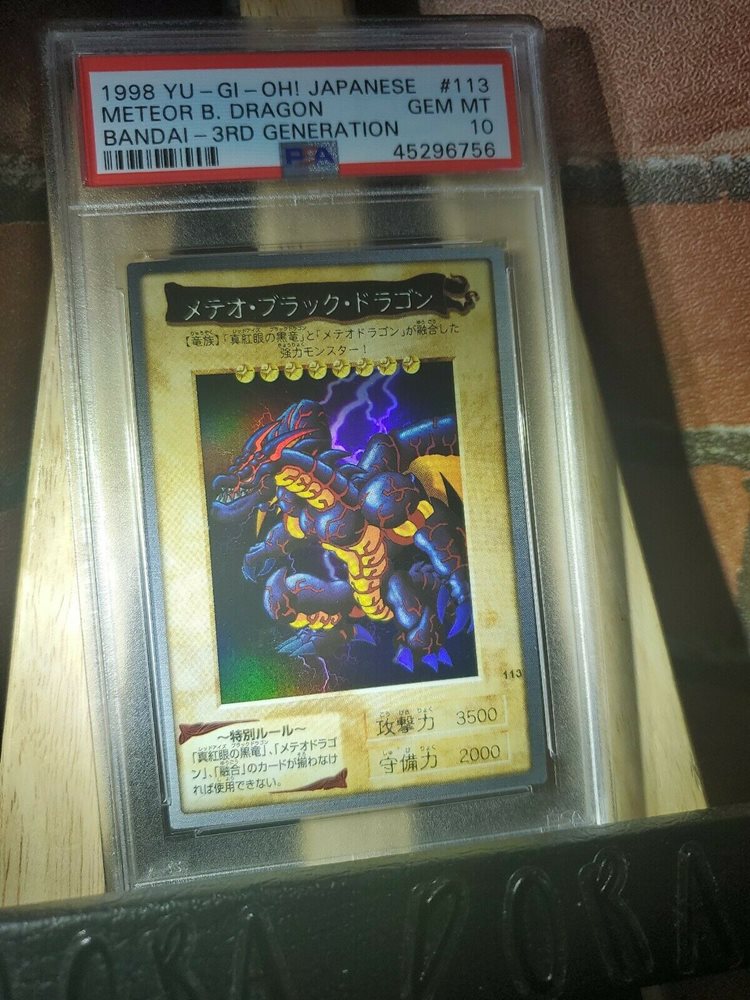 1998 YU-GI-OH! JAPANESE #113
METEOR B. DRAGON GEM MT
BANDAI-3RD GENERATION 10
PSA 45296756
メテオ・ブラック・ドラゴン
【竜族】「真紅眼の黒竜」と「メテオドラゴン」が融合した
強力モンスター!
113
〜特別ルール〜
「真紅眼の黒竜」、「メテオドラゴ
ン」、「融合」のカードが揃わなけ
れば使用できない。
攻撃力 3500
守備力 2000